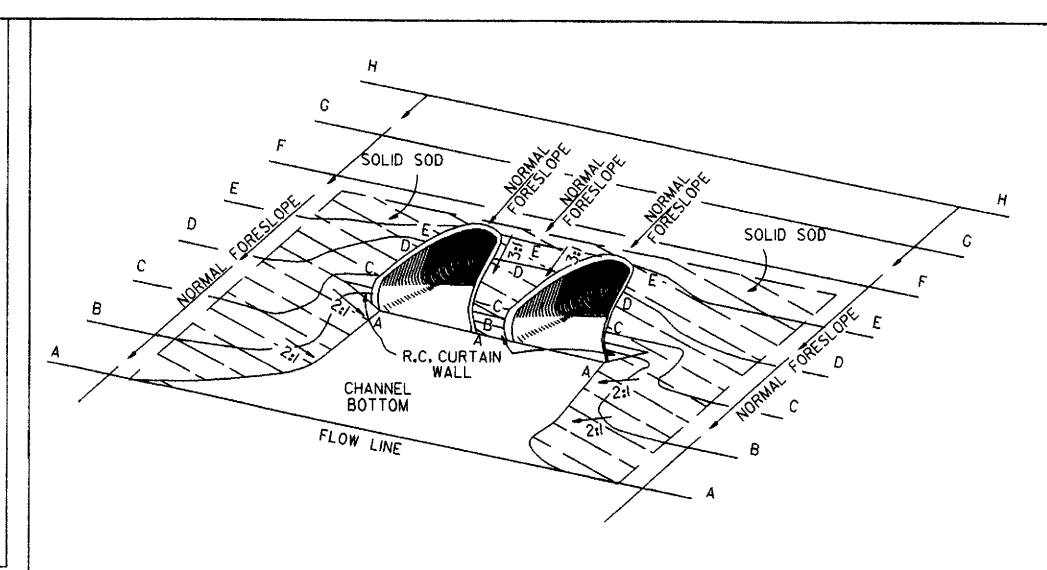 H
G
F
SOLID SOD
NORMAL
FORESLOPE
NORMAL
FORESLOPE
NORMAL
FORESLOPE
H
E
SOLID SOD
G
D
NORMAL FORESLOPE
E
3:1
E
3:1
E
F
D
D
C
C
D
B
2:1
C
C
E
A
2:1
A
B
A
A
R.C. CURTAIN
WALL
2:1
2:1
NORMAL FORESLOPE
D
C
CHANNEL
BOTTOM
B
FLOW LINE
A